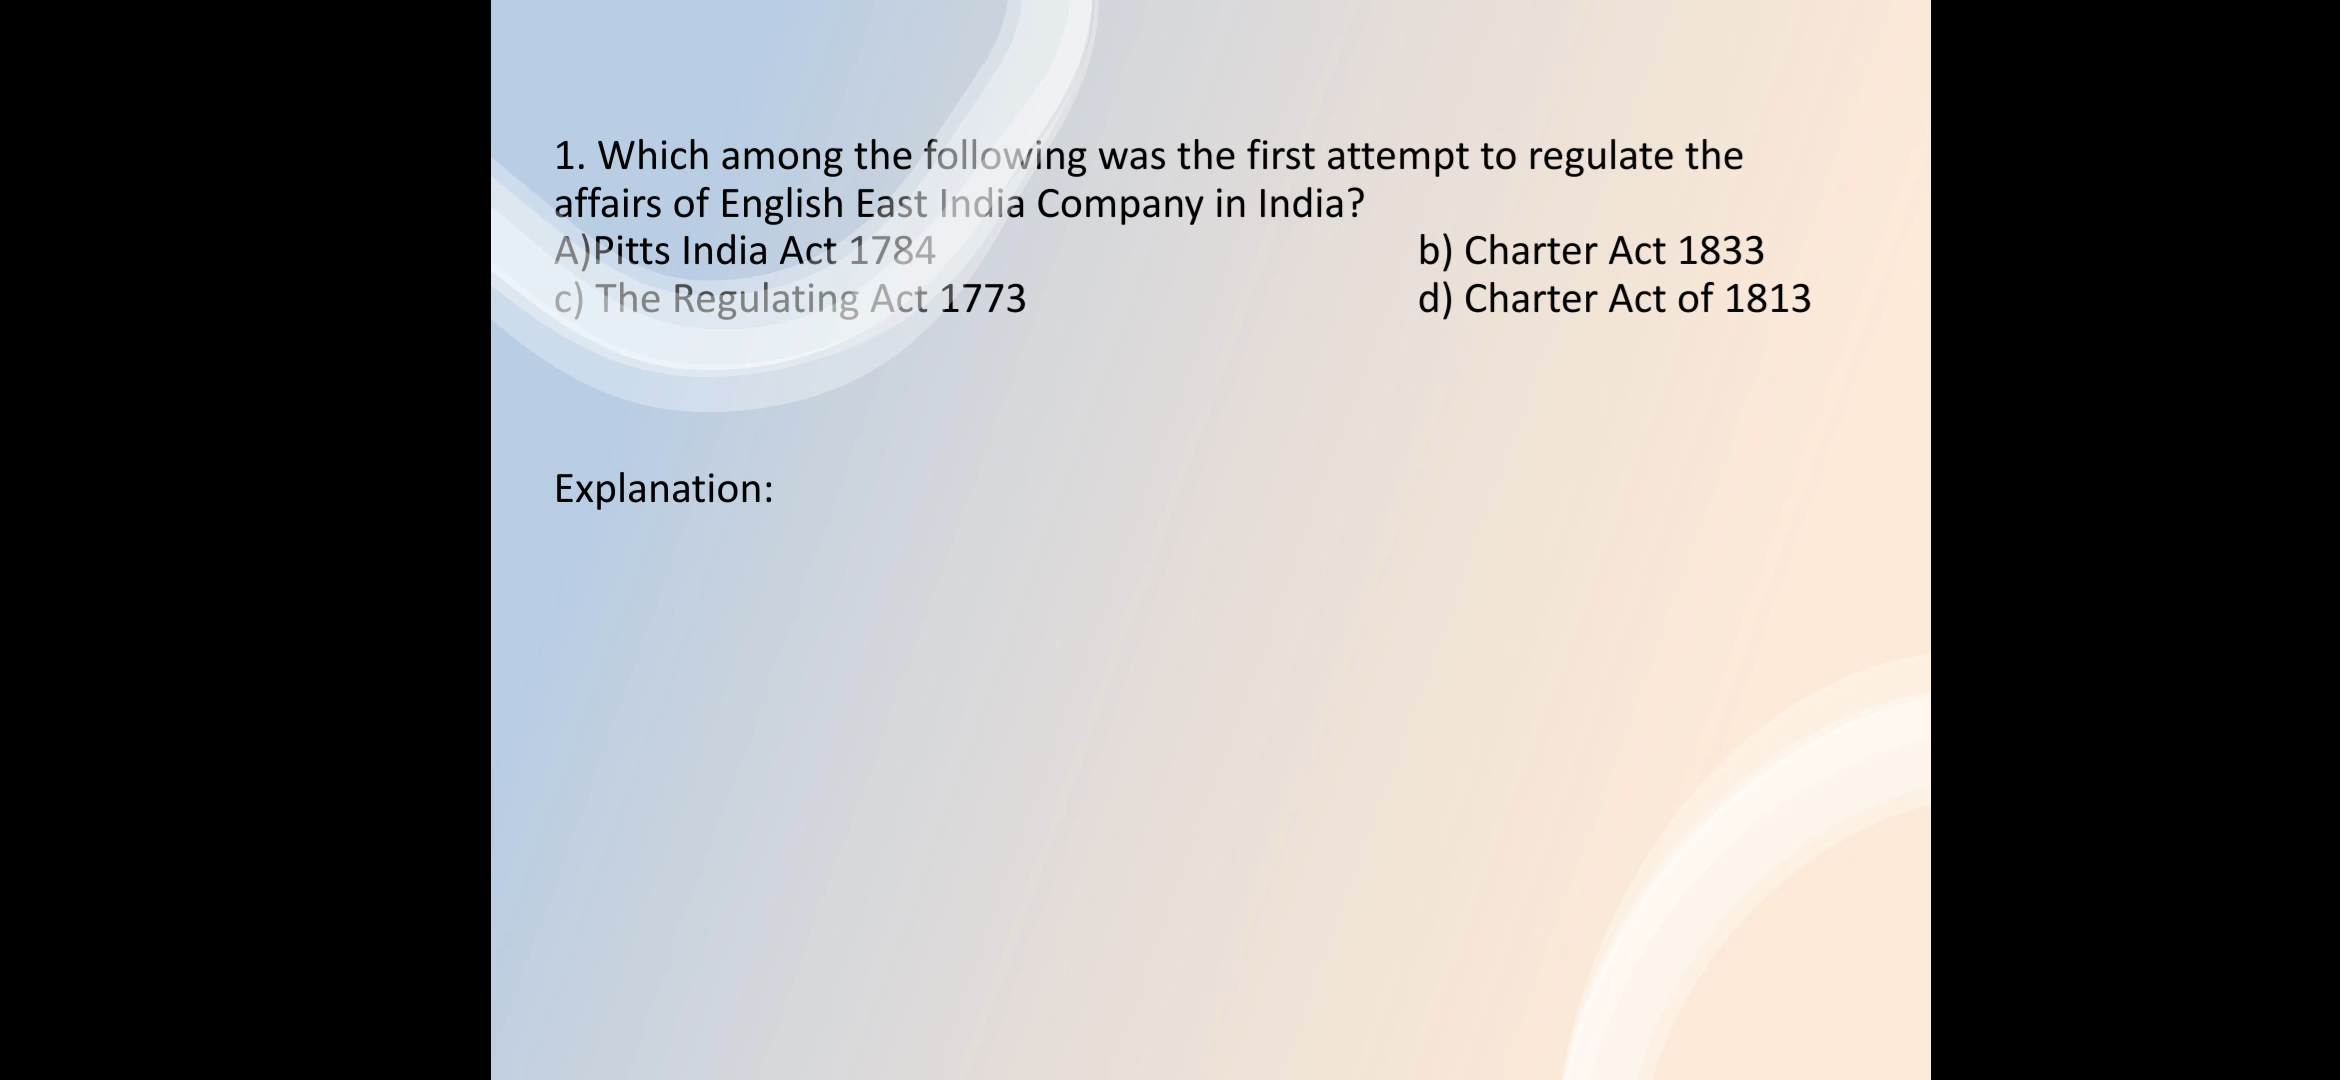 1. Which among the following was the first attempt to regulate the
affairs of English East India Company in India?
A)Pitts India Act 1784 b) Charter Act 1833
c) The Regulating Act 1773 d) Charter Act of 1813
Explanation: